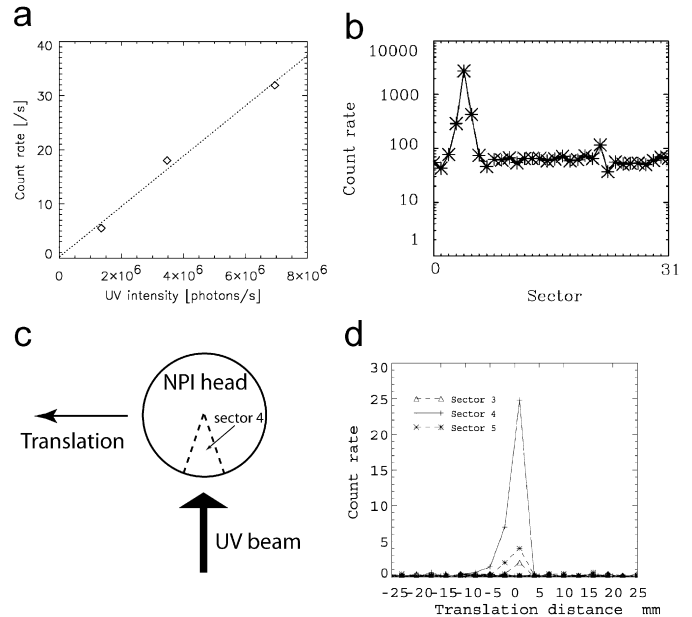 a
Count rate [/s]
40
30
20
10
0
0 2×10⁶ 4×10⁶ 6×10⁶ 8×10⁶
UV intensity [photons/s]
b
Count rate
10000
1000
100
10
1
0 31
Sector
c
NPI head
sector 4
Translation
UV beam
d
Count rate
30
25
20
15
10
5
0
Sector 3
Sector 4
Sector 5
-25-20-15-10-5 0 5 10 15 20 25
Translation distance mm